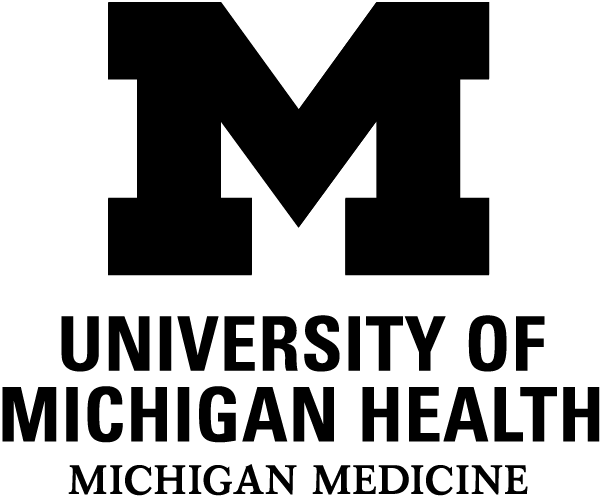 M
UNIVERSITY OF
MICHIGAN HEALTH
MICHIGAN MEDICINE